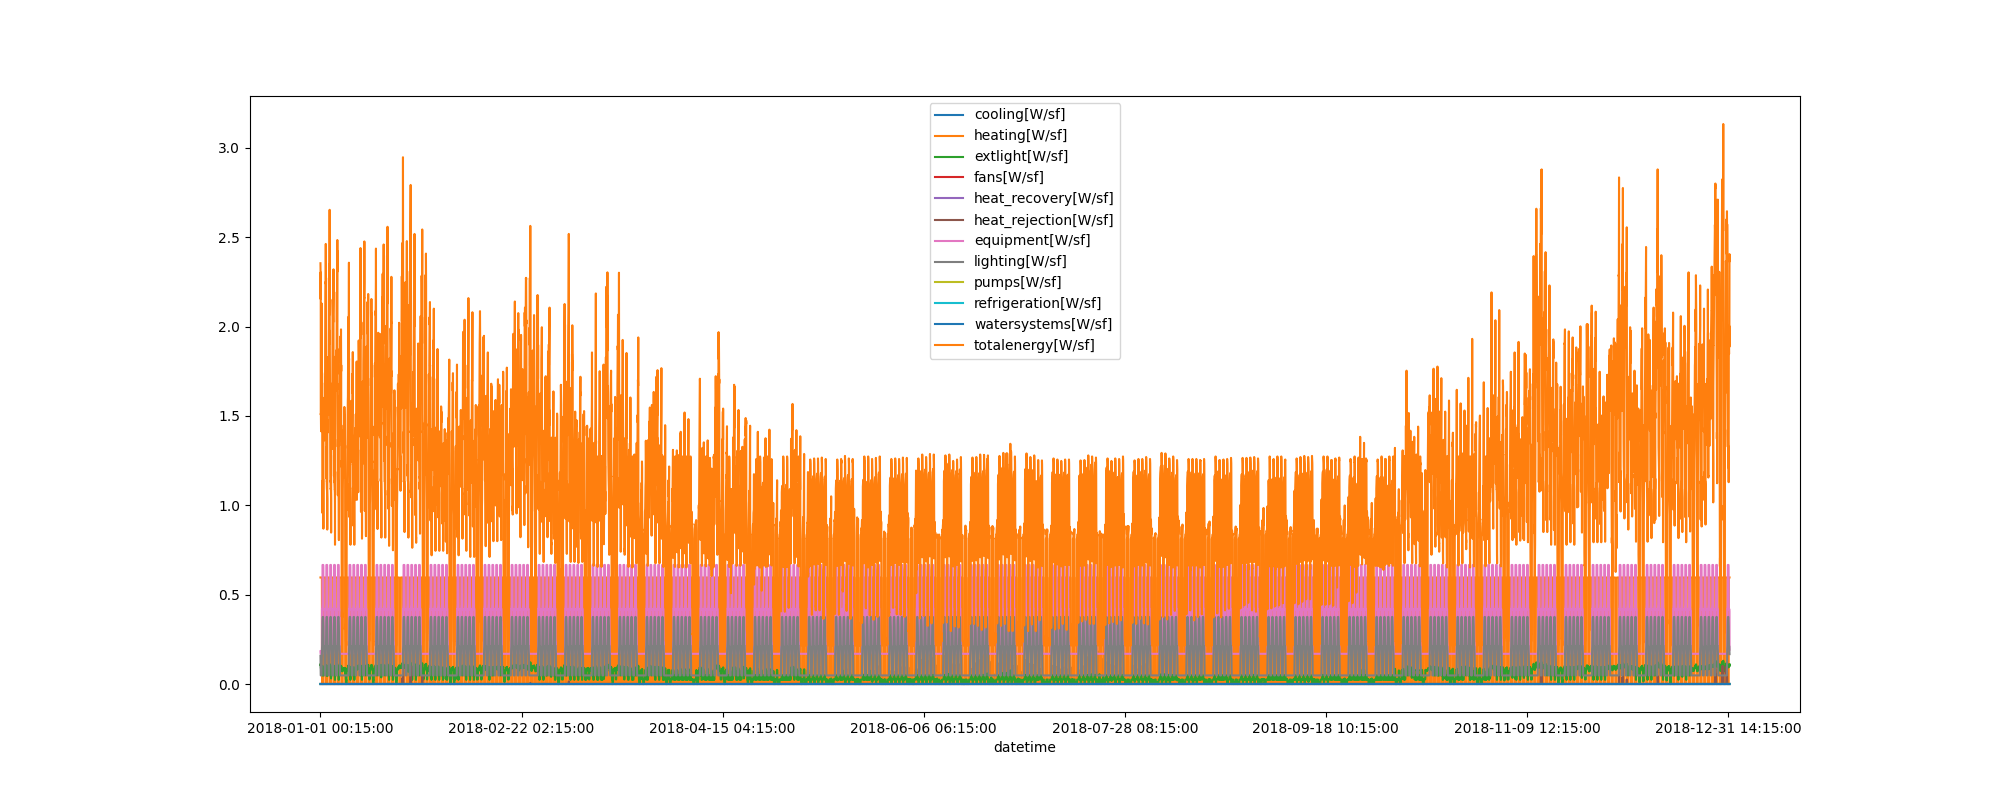 3.0
2.5
2.0
1.5
1.0
0.5
0.0
cooling[W/sf]
heating[W/sf]
extlight[W/sf]
fans[W/sf]
heat_recovery[W/sf]
heat_rejection[W/sf]
equipment[W/sf]
lighting[W/sf]
pumps[W/sf]
refrigeration[W/sf]
watersystems[W/sf]
totalenergy[W/sf]
2018-01-01 00:15:00 2018-02-22 02:15:00 2018-04-15 04:15:00 2018-06-06 06:15:00 2018-07-28 08:15:00 2018-09-18 10:15:00 2018-11-09 12:15:00 2018-12-31 14:15:00
datetime